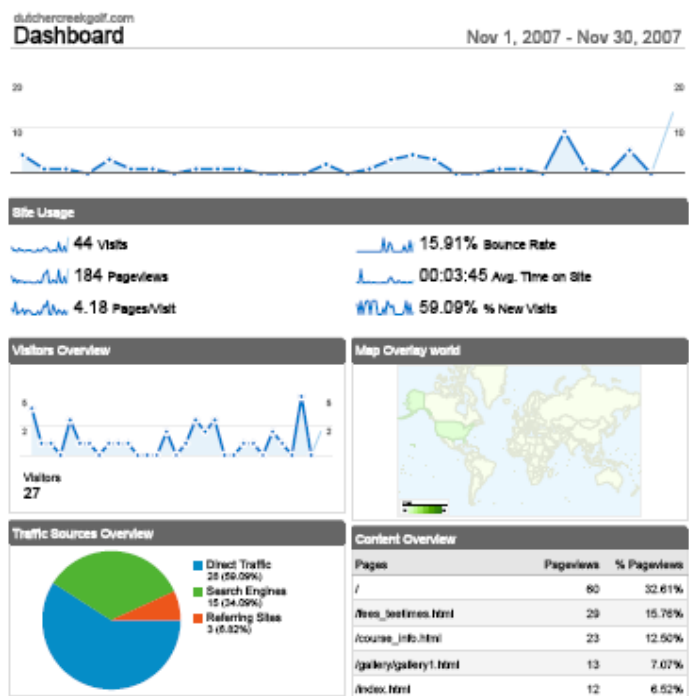 dutchercreekgolf.com
Dashboard
Nov 1, 2007 - Nov 30, 2007
20 20
10 10
Site Usage
44 Visits
15.91% Bounce Rate
184 Pageviews
00:03:45 Avg. Time on Site
4.18 Pages/Visit
59.09% % New Visits
Visitors Overview
Map Overlay world
5 5
2 2
Visitors
27
Traffic Sources Overview
Direct Traffic
26 (59.09%)
Search Engines
15 (34.09%)
Referring Sites
3 (6.82%)
Content Overview
Pages Pageviews % Pageviews
/ 60 32.61%
/fees_teetimes.html 29 15.76%
/course_info.html 23 12.50%
/gallery/gallery1.html 13 7.07%
/index.html 12 6.52%